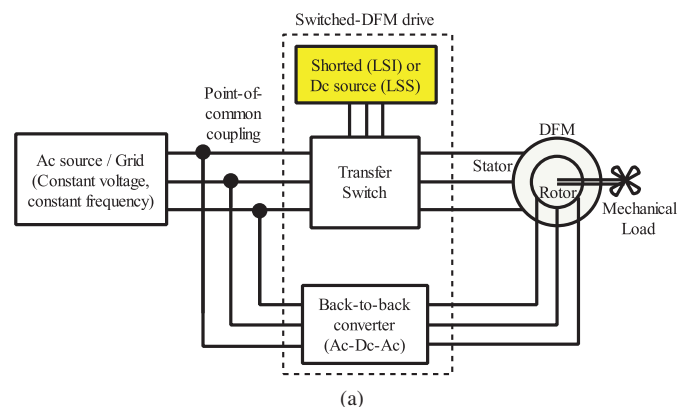 Switched-DFM drive
Shorted (LSI) or
Dc source (LSS)
Point-of-
common
coupling
Ac source / Grid
(Constant voltage,
constant frequency)
Transfer
Switch
Stator
DFM
Rotor
Mechanical
Load
Back-to-back
converter
(Ac-Dc-Ac)
(a)